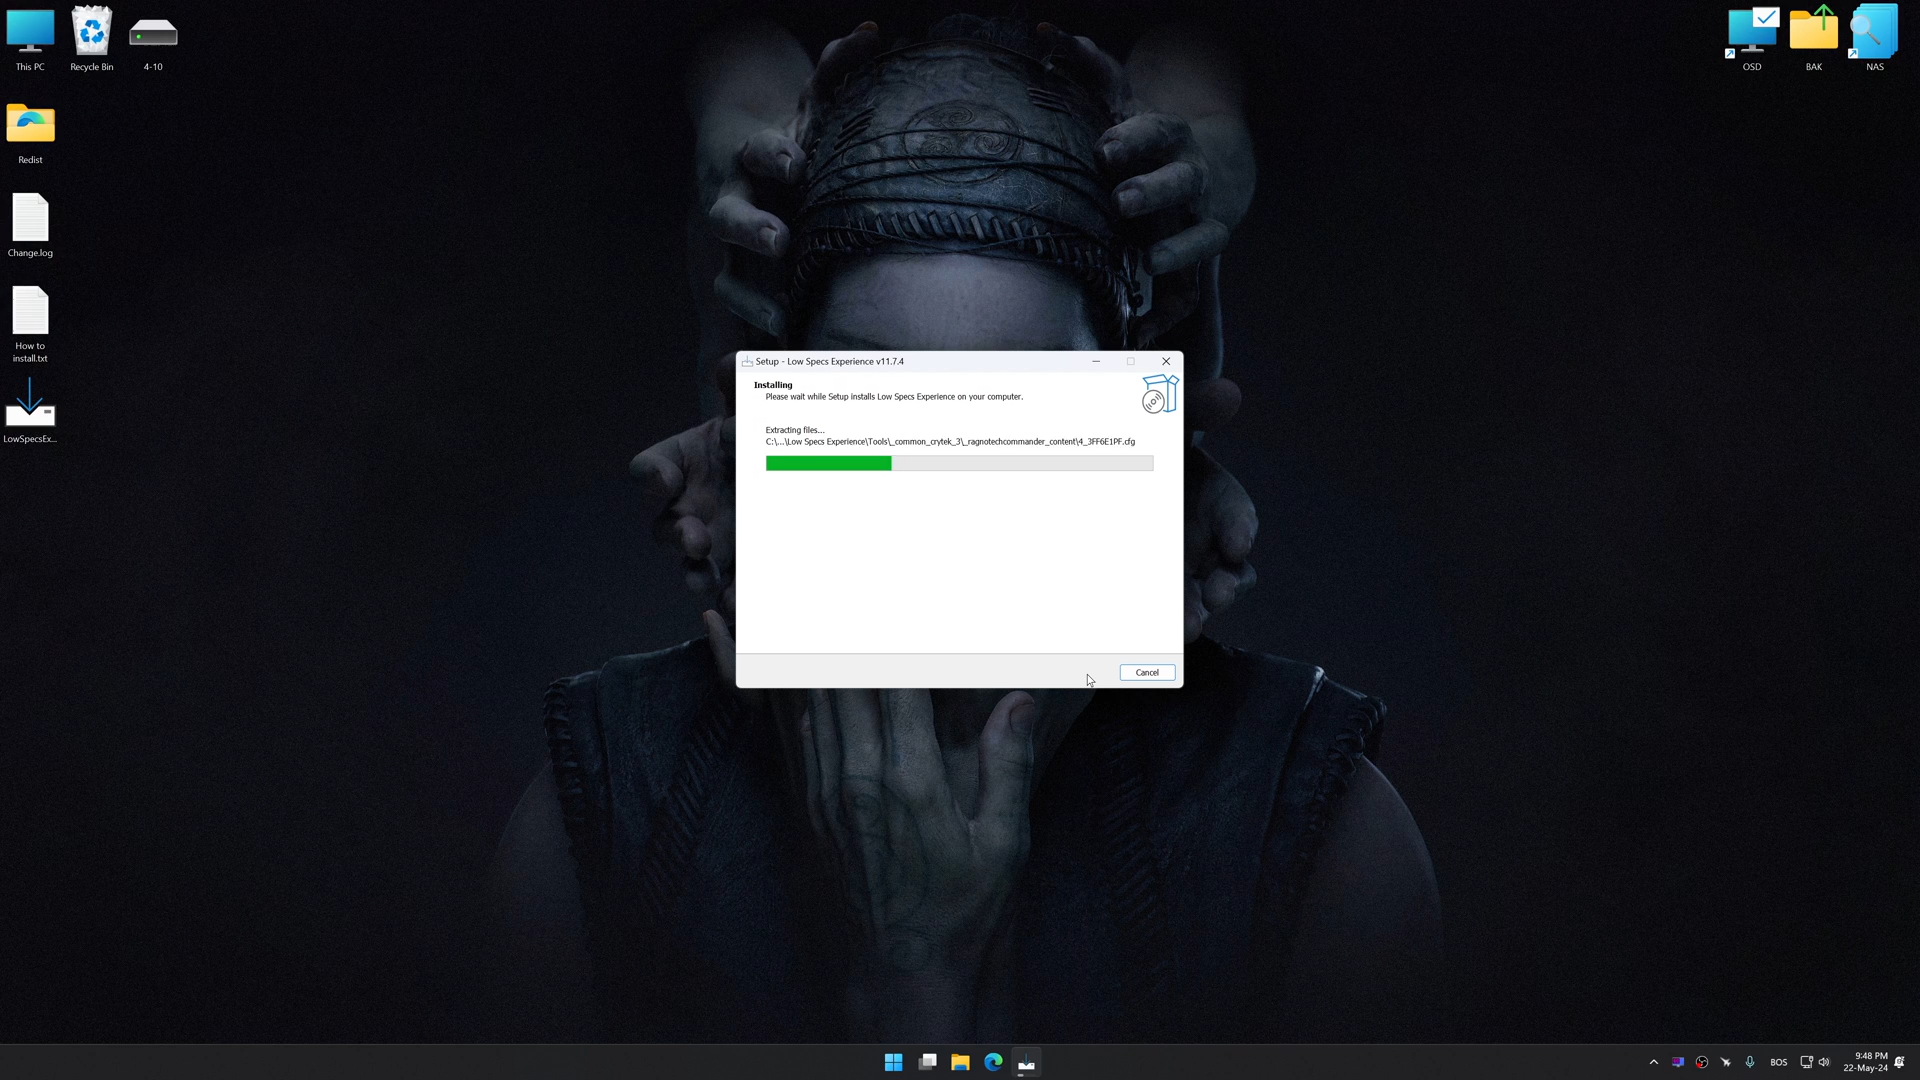 This PC
Recycle Bin
4-10
OSD
BAK
NAS
Redist
Change.log
How to
install.txt
LowSpecsEx...
Setup - Low Specs Experience v11.7.4
Installing
Please wait while Setup installs Low Specs Experience on your computer.
Extracting files...
C:\...\Low Specs Experience\Tools\_common_crytek_3\_ragnotechcommander_content\4_3FF6E1PF.cfg
Cancel
BOS
9:48 PM
22-May-24